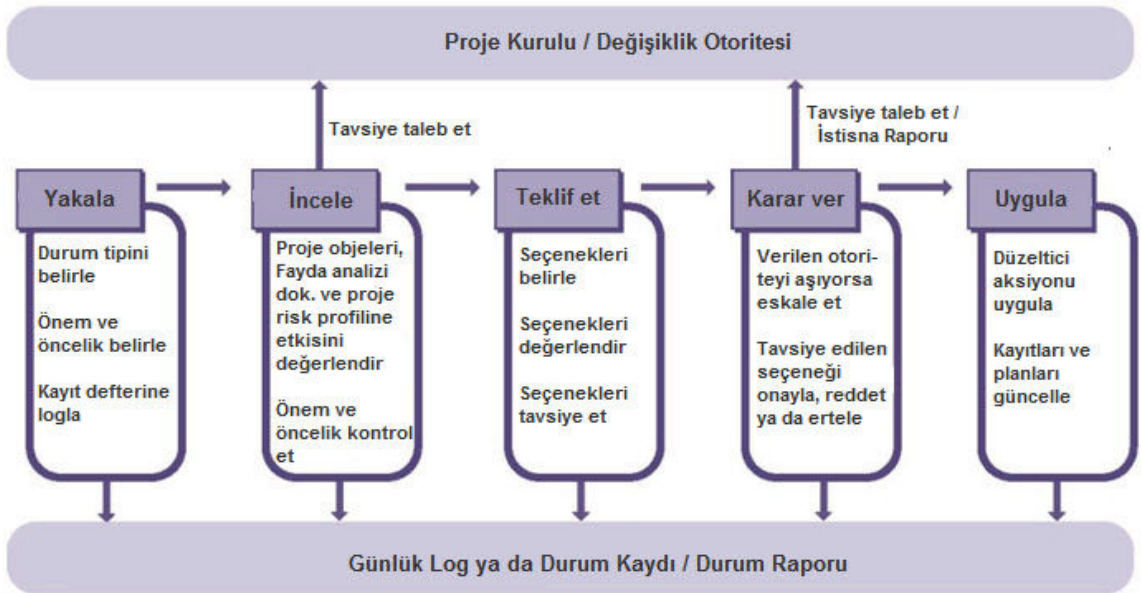 Proje Kurulu / Değişiklik Otoritesi
Tavsiye taleb et
Tavsiye taleb et /
İstisna Raporu
Yakala
İncele
Teklif et
Karar ver
Uygula
Durum tipini
belirle
Önem ve
öncelik belirle
Kayıt defterine
logla
Proje objeleri,
Fayda analizi
dok. ve proje
risk profiline
etkisini
değerlendir
Önem ve
öncelik kontrol
et
Seçenekleri
belirle
Seçenekleri
değerlendir
Seçenekleri
tavsiye et
Verilen otori-
teyi aşıyorsa
eskale et
Tavsiye edilen
seçeneği
onayla, reddet
ya da ertele
Düzeltici
aksiyonu
uygula
Kayıtları ve
planları
güncelle
Günlük Log ya da Durum Kaydı / Durum Raporu